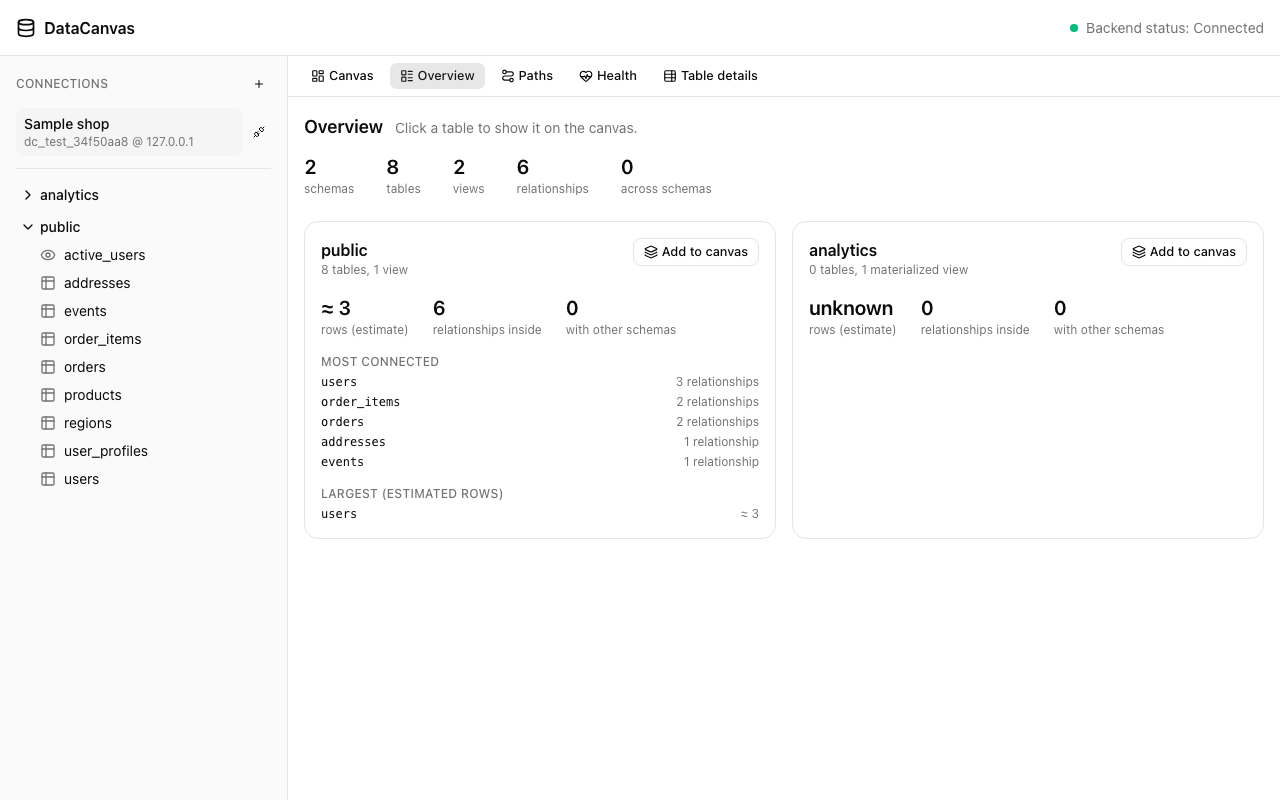 DataCanvas
Backend status: Connected
CONNECTIONS
Sample shop
dc_test_34f50aa8 @ 127.0.0.1
analytics
public
active_users
addresses
events
order_items
orders
products
regions
user_profiles
users
Canvas
Overview
Paths
Health
Table details
Overview Click a table to show it on the canvas.
2 8 2 6 0
schemas tables views relationships across schemas
public Add to canvas
8 tables, 1 view
≈ 3 6 0
rows (estimate) relationships inside with other schemas
MOST CONNECTED
users 3 relationships
order_items 2 relationships
orders 2 relationships
addresses 1 relationship
events 1 relationship
LARGEST (ESTIMATED ROWS)
users ≈ 3
analytics Add to canvas
0 tables, 1 materialized view
unknown 0 0
rows (estimate) relationships inside with other schemas